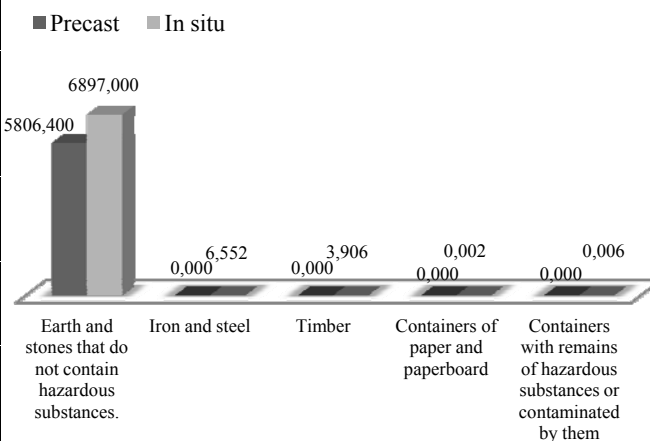 Precast In situ
6897,000
5806,400
6,552 3,906 0,002 0,006
0,000 0,000 0,000 0,000
Earth and stones that do not contain hazardous substances.
Iron and steel
Timber
Containers of paper and paperboard
Containers with remains of hazardous substances or contaminated by them